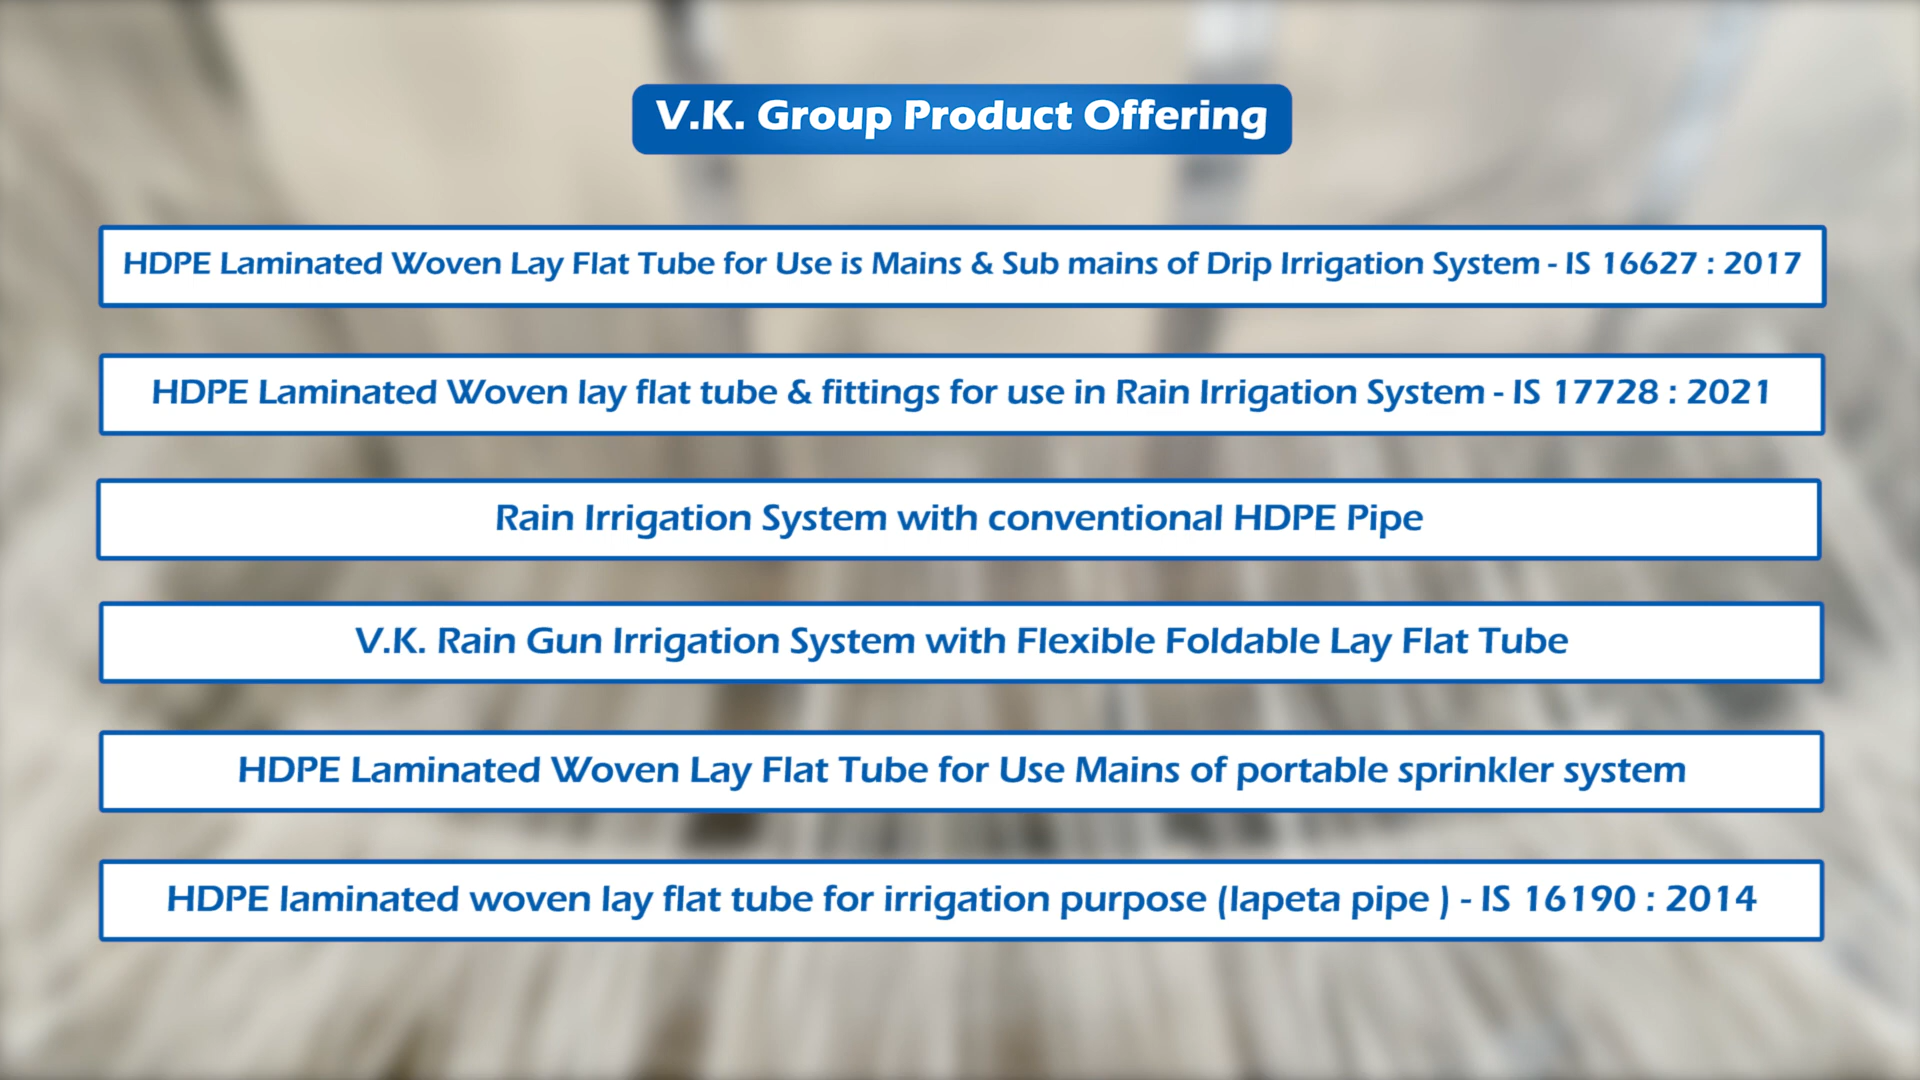 V.K. Group Product Offering
HDPE Laminated Woven Lay Flat Tube for Use is Mains & Sub mains of Drip Irrigation System - IS 16627 : 2017
HDPE Laminated Woven lay flat tube & fittings for use in Rain Irrigation System - IS 17728 : 2021
Rain Irrigation System with conventional HDPE Pipe
V.K. Rain Gun Irrigation System with Flexible Foldable Lay Flat Tube
HDPE Laminated Woven Lay Flat Tube for Use Mains of portable sprinkler system
HDPE laminated woven lay flat tube for irrigation purpose (lapeta pipe ) - IS 16190 : 2014